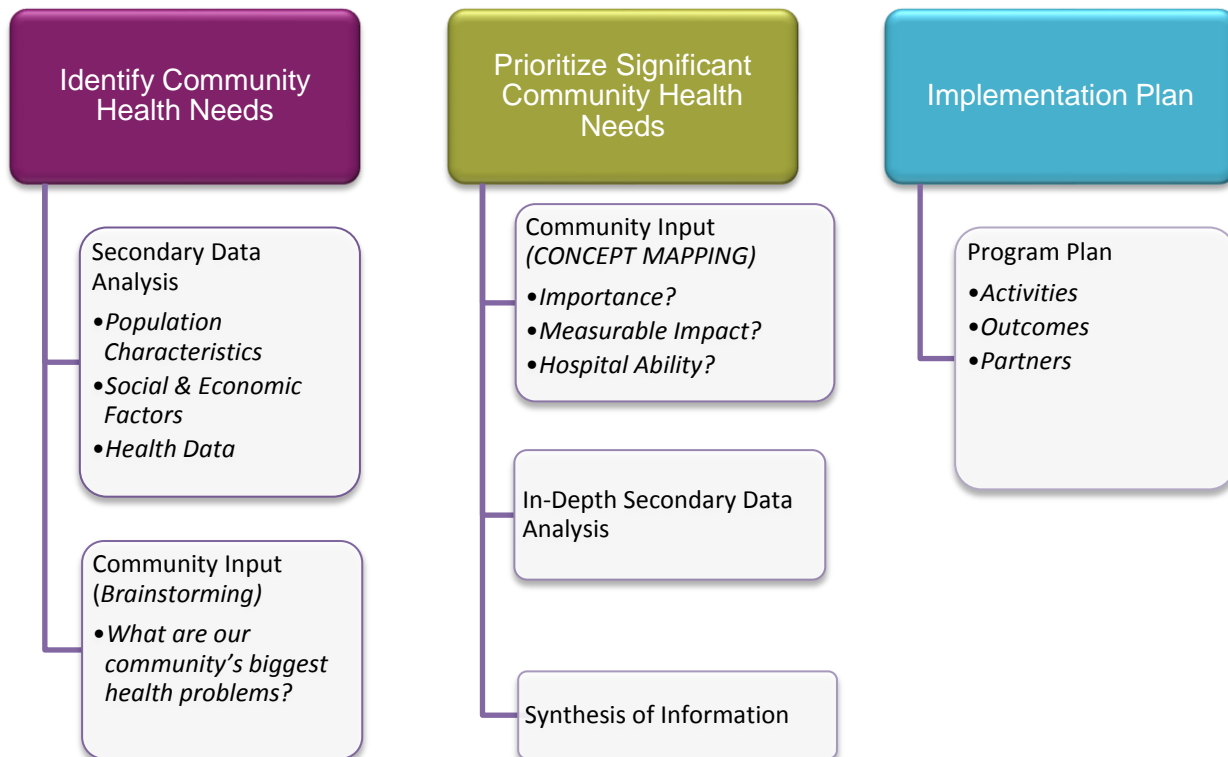 Identify Community
Health Needs
Secondary Data
Analysis
•Population
Characteristics
•Social & Economic
Factors
•Health Data
Community Input
(Brainstorming)
•What are our
community’s biggest
health problems?
Prioritize Significant
Community Health
Needs
Community Input
(CONCEPT MAPPING)
•Importance?
•Measurable Impact?
•Hospital Ability?
In-Depth Secondary Data
Analysis
Synthesis of Information
Implementation Plan
Program Plan
•Activities
•Outcomes
•Partners